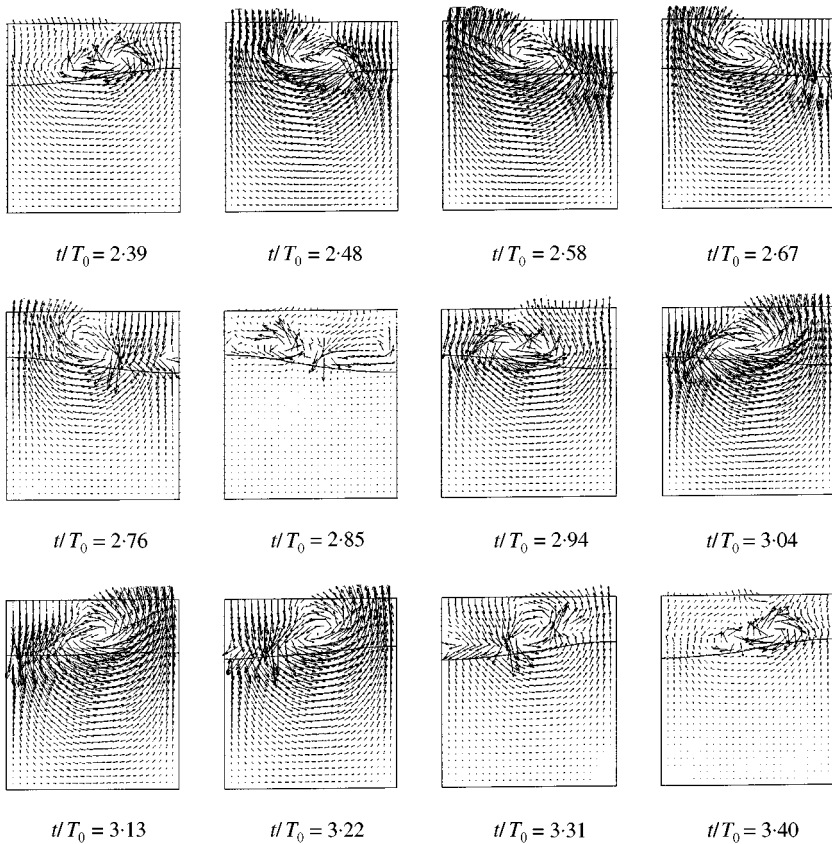 t/T₀ = 2·39 t/T₀ = 2·48 t/T₀ = 2·58 t/T₀ = 2·67
t/T₀ = 2·76 t/T₀ = 2·85 t/T₀ = 2·94 t/T₀ = 3·04
t/T₀ = 3·13 t/T₀ = 3·22 t/T₀ = 3·31 t/T₀ = 3·40